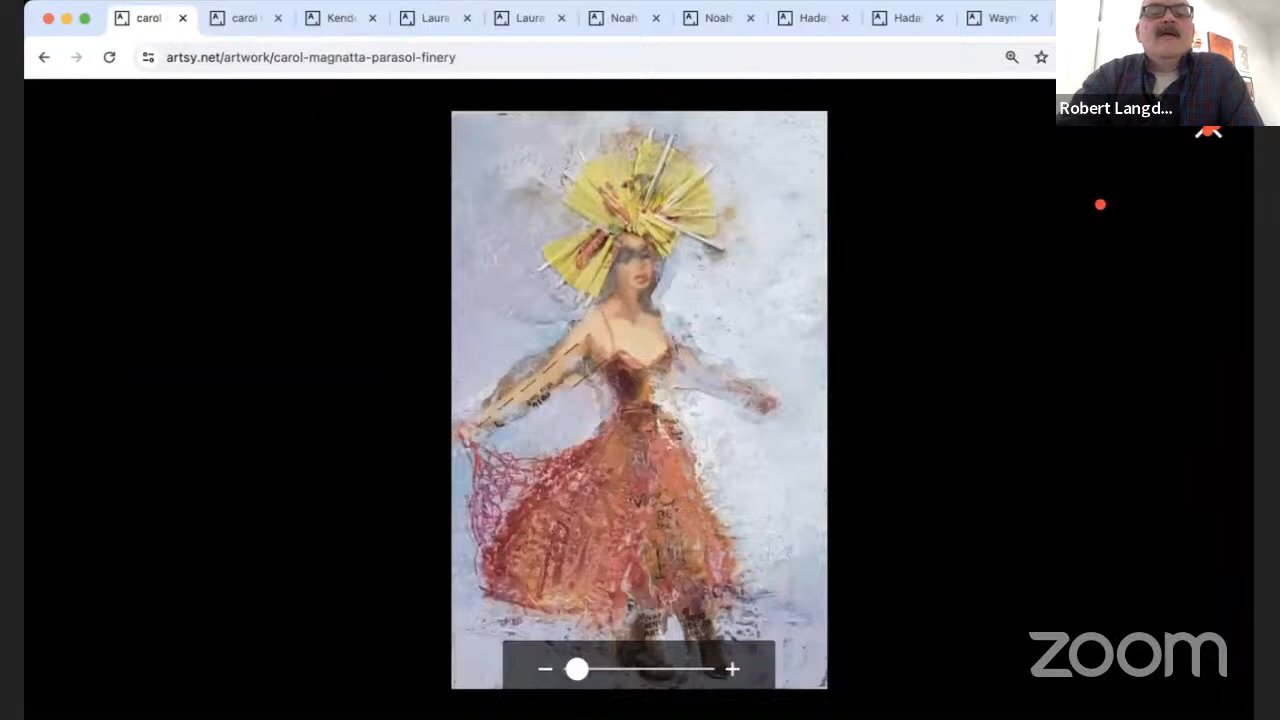 carol
carol
Kend
Laura
Laura
Noah
Noah
Hada
Hada
Wayn
artsy.net/artwork/carol-magnatta-parasol-finery
Robert Langd...
zoom